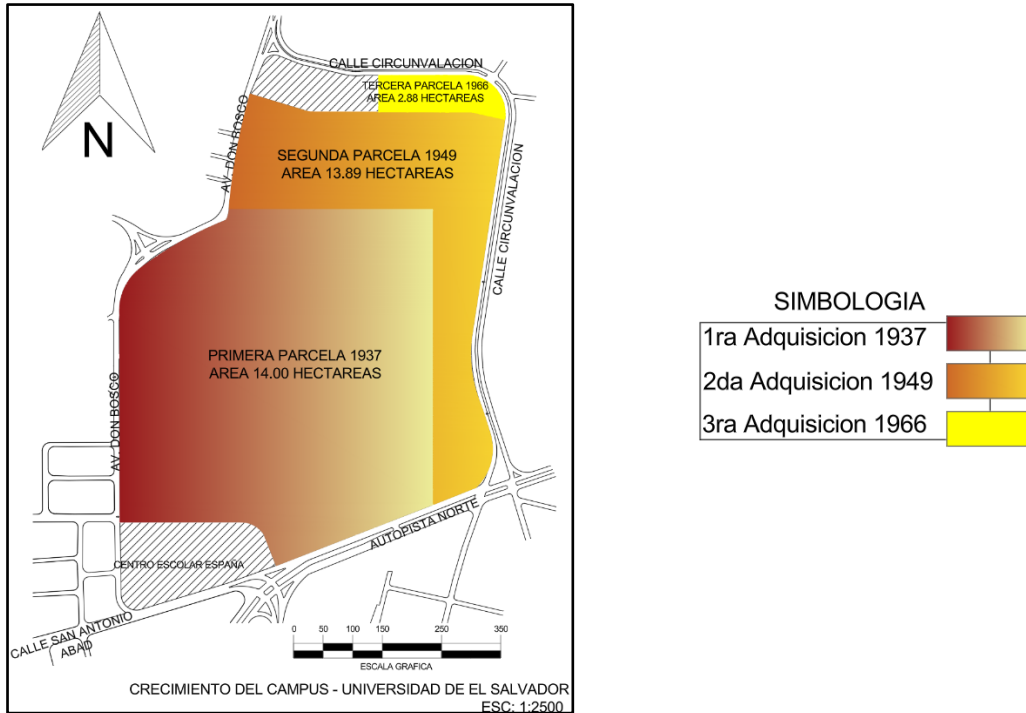 CALLE CIRCUNVALACION
TERCERA PARCELA 1966
AREA 2.88 HECTAREAS
N
AV. DON BOSCO
SEGUNDA PARCELA 1949
AREA 13.89 HECTAREAS
CALLE CIRCUNVALACION
PRIMERA PARCELA 1937
AREA 14.00 HECTAREAS
AV. DON BOSCO
AUTOPISTA NORTE
CENTRO ESCOLAR ESPAÑA
CALLE SAN ANTONIO
ABAD
0 50 100 150 250 350
ESCALA GRAFICA
CRECIMIENTO DEL CAMPUS - UNIVERSIDAD DE EL SALVADOR
ESC: 1:2500
SIMBOLOGIA
1ra Adquisicion 1937
2da Adquisicion 1949
3ra Adquisicion 1966